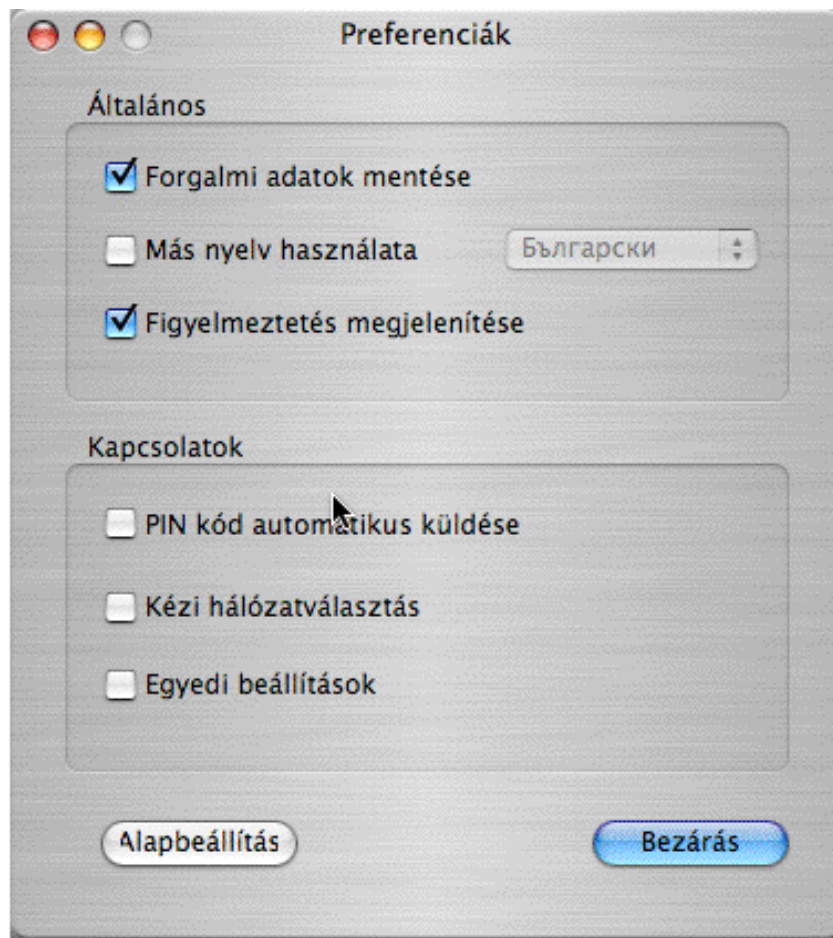 Preferenciák
Általános
Forgalmi adatok mentése
Más nyelv használata Български
Figyelmeztetés megjelenítése
Kapcsolatok
PIN kód automatikus küldése
Kézi hálózatválasztás
Egyedi beállítások
Alapbeállítás Bezárás